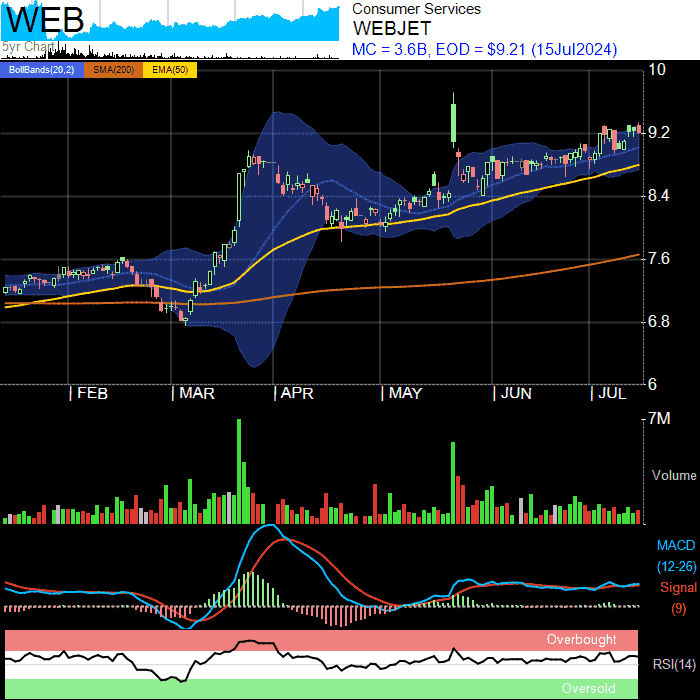 WEB
5yr Chart
Consumer Services
WEBJET
MC = 3.6B, EOD = $9.21 (15Jul2024)
BollBands(20,2) SMA(200) EMA(50)
10
9.2
8.4
7.6
6.8
6
FEB MAR APR MAY JUN JUL
7M
Volume
MACD
(12-26)
Signal
(9)
Overbought
RSI(14)
Oversold